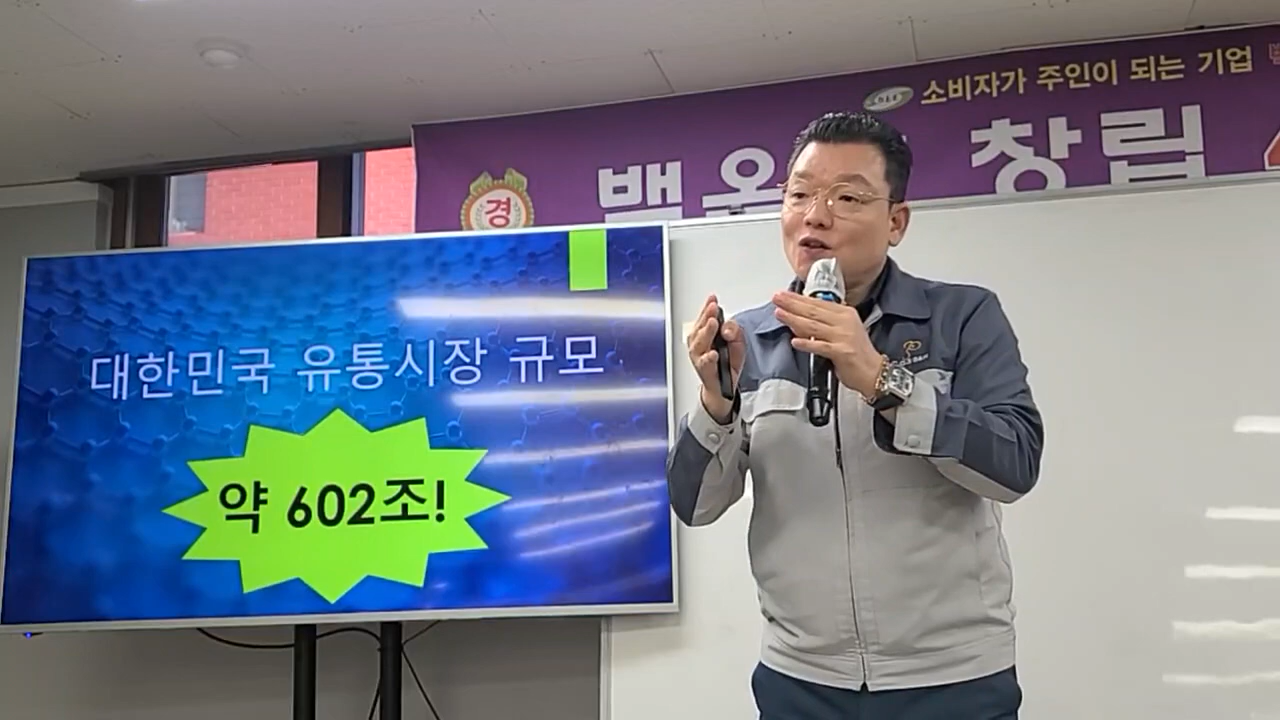 소비자가 주인이 되는 기업
창립
경
대한민국 유통시장 규모
약 602조!